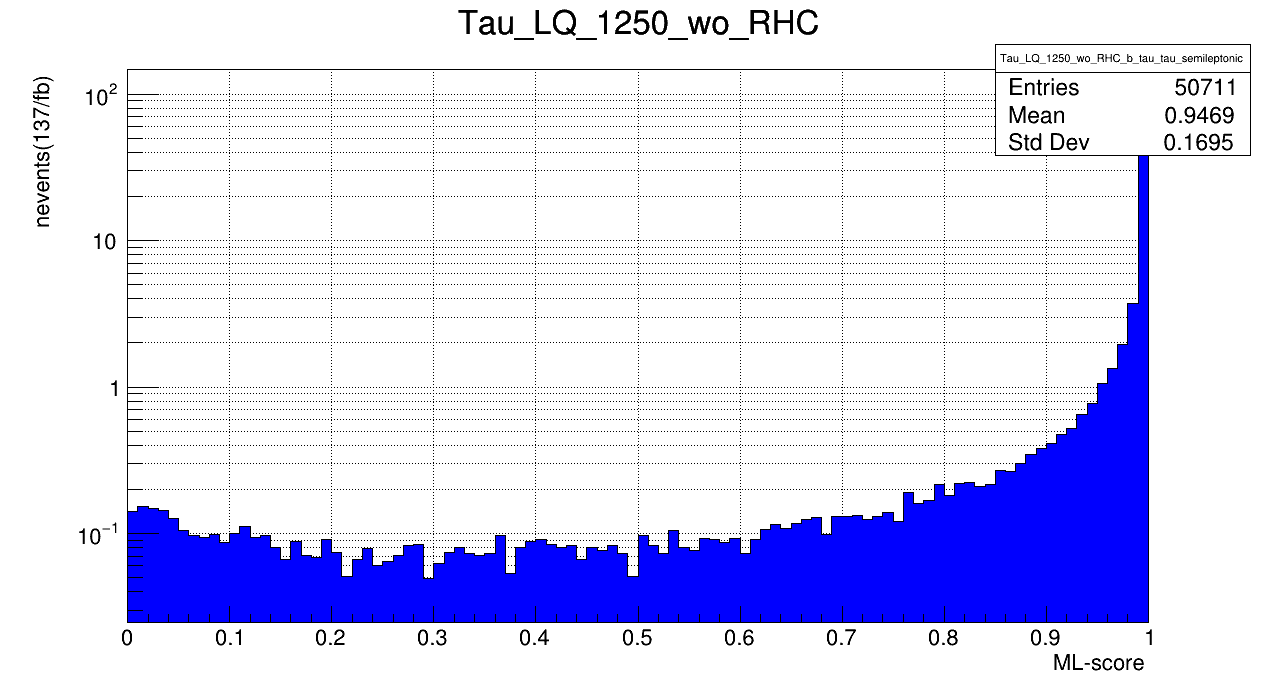 Tau_LQ_1250_wo_RHC
Tau_LQ_1250_wo_RHC_b_tau_tau_semileptonic
Entries 50711
Mean 0.9469
Std Dev 0.1695
nevents(137/fb)
10²
10
1
10⁻¹
0 0.1 0.2 0.3 0.4 0.5 0.6 0.7 0.8 0.9 1
ML-score